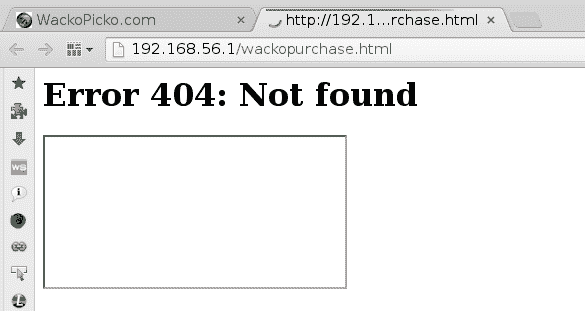 WackoPicko.com
http://192.1...rchase.html
192.168.56.1/wackopurchase.html
Error 404: Not found
WS